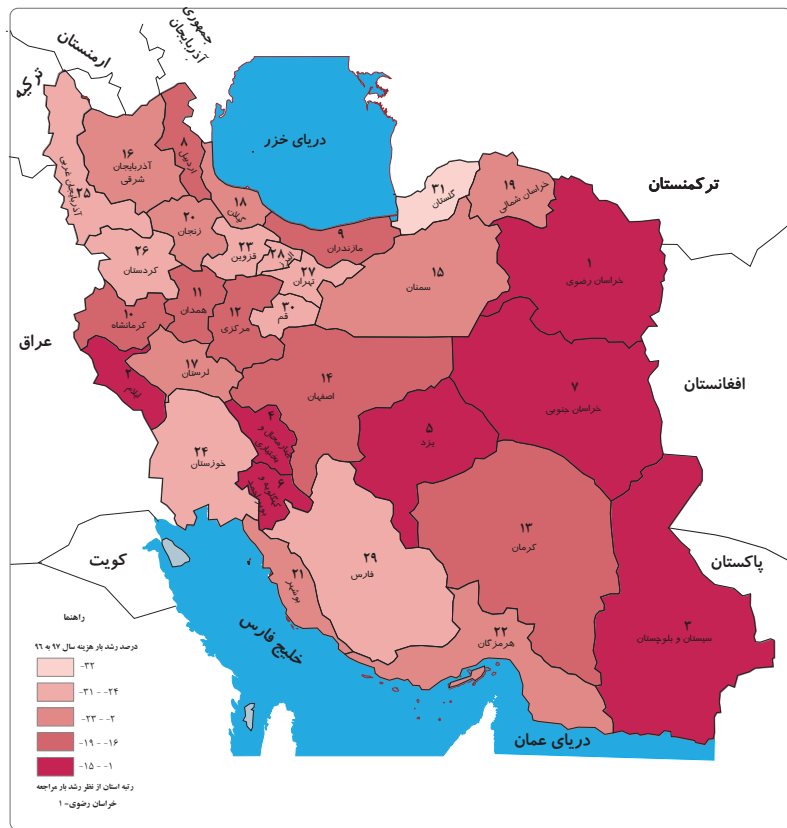 جمهوری
آذربایجان
ارمنستان
ترکیه
دریای خزر
ترکمنستان
۸
اردبیل
۱۶
آذربایجان
شرقی
۲۵
آذربایجان غربی
۳۱
گلستان
۱۹
خراسان شمالی
۱۸
گیلان
۲۰
زنجان
۹
مازندران
۲۳
قزوین
۲۸
البرز
۲۷
تهران
۲۶
کردستان
۱۵
سمنان
۱
خراسان رضوی
۱۱
همدان
۱۲
مرکزی
۳۰
قم
۱۰
کرمانشاه
عراق
۱۷
لرستان
۲
ایلام
۱۴
اصفهان
۷
خراسان جنوبی
افغانستان
۴
چهارمحال و
بختیاری
۵
یزد
۲۴
خوزستان
۶
کهگلویه و
بویراحمد
۱۳
کرمان
۲۹
فارس
کویت
پاکستان
۲۱
بوشهر
۲۲
هرمزگان
۳
سیستان و بلوچستان
خلیج فارس
دریای عمان
راهنما
درصد رشد بار هزینه سال ۹۷ به ۹۶
-۳۲
-۳۱ - -۲۴
-۲۳ - -۲
-۱۹ - -۱۶
-۱۵ - -۱
رتبه استان از نظر رشد بار مراجعه
خراسان رضوی- ۱